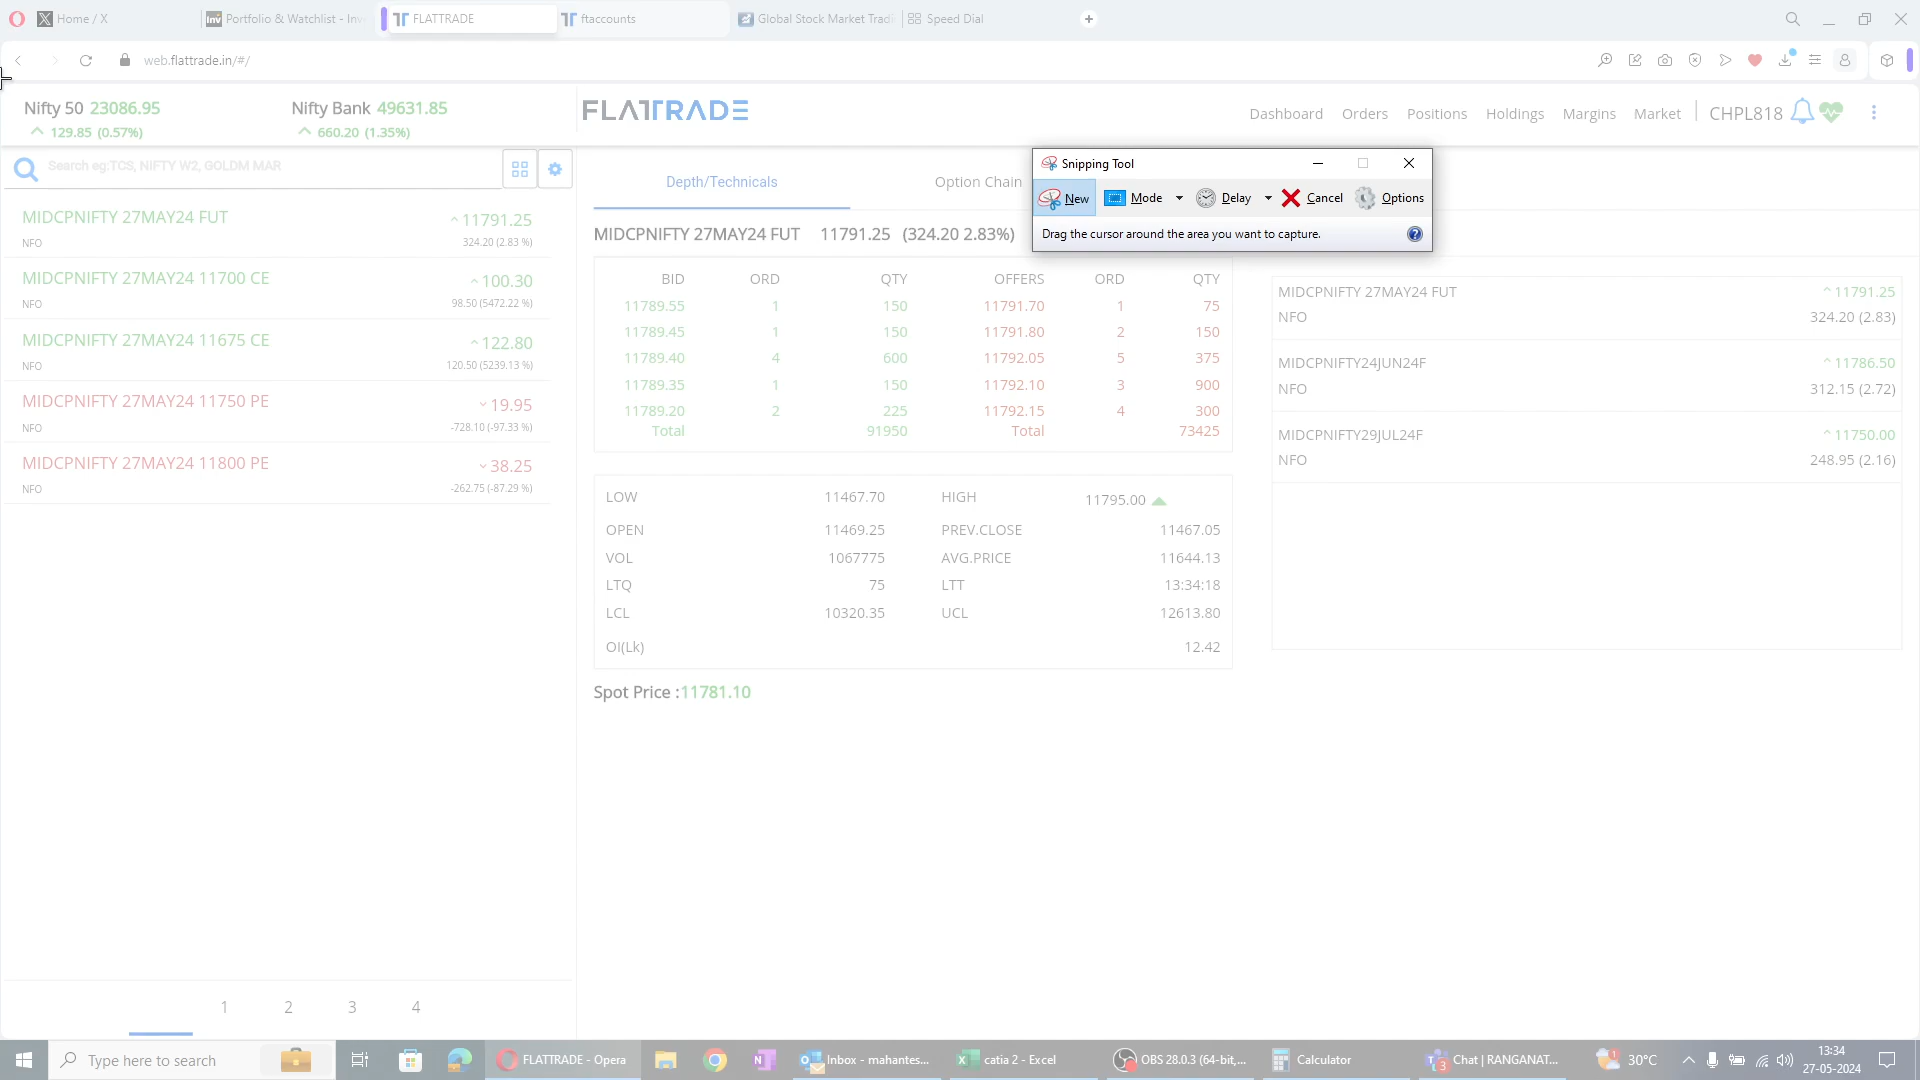 Home / X
Portfolio & Watchlist - Inv
FLATTRADE
ftaccounts
Global Stock Market Tradi
Speed Dial
web.flattrade.in/#/
Nifty 50 23086.95
129.85 (0.57%)
Nifty Bank 49631.85
660.20 (1.35%)
FLATTRADE
Dashboard Orders Positions Holdings Margins Market CHPL818
Search eg:TCS, NIFTY W2, GOLDM MAR
MIDCPNIFTY 27MAY24 FUT 11791.25
NFO 324.20 (2.83 %)
MIDCPNIFTY 27MAY24 11700 CE 100.30
NFO 98.50 (5472.22 %)
MIDCPNIFTY 27MAY24 11675 CE 122.80
NFO 120.50 (5239.13 %)
MIDCPNIFTY 27MAY24 11750 PE 19.95
NFO -728.10 (-97.33 %)
MIDCPNIFTY 27MAY24 11800 PE 38.25
NFO -262.75 (-87.29 %)
1 2 3 4
Depth/Technicals Option Chain
Snipping Tool
New Mode Delay Cancel Options
Drag the cursor around the area you want to capture.
MIDCPNIFTY 27MAY24 FUT 11791.25 (324.20 2.83%)
BID ORD QTY OFFERS ORD QTY
11789.55 1 150 11791.70 1 75
11789.45 1 150 11791.80 2 150
11789.40 4 600 11792.05 5 375
11789.35 1 150 11792.10 3 900
11789.20 2 225 11792.15 4 300
Total 91950 Total 73425
LOW 11467.70 HIGH 11795.00
OPEN 11469.25 PREV.CLOSE 11467.05
VOL 1067775 AVG.PRICE 11644.13
LTQ 75 LTT 13:34:18
LCL 10320.35 UCL 12613.80
OI(Lk) 12.42
Spot Price :11781.10
MIDCPNIFTY 27MAY24 FUT 11791.25
NFO 324.20 (2.83)
MIDCPNIFTY24JUN24F 11786.50
NFO 312.15 (2.72)
MIDCPNIFTY29JUL24F 11750.00
NFO 248.95 (2.16)
Type here to search
FLATTRADE - Opera
Inbox - mahantes...
catia 2 - Excel
OBS 28.0.3 (64-bit,...
Calculator
3
Chat | RANGANAT...
1
30°C
13:34
27-05-2024